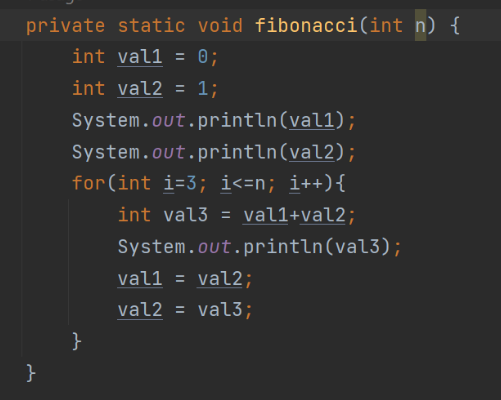 private static void fibonacci(int n) {
    int val1 = 0;
    int val2 = 1;
    System.out.println(val1);
    System.out.println(val2);
    for(int i=3; i<=n; i++){
        int val3 = val1+val2;
        System.out.println(val3);
        val1 = val2;
        val2 = val3;
    }
}